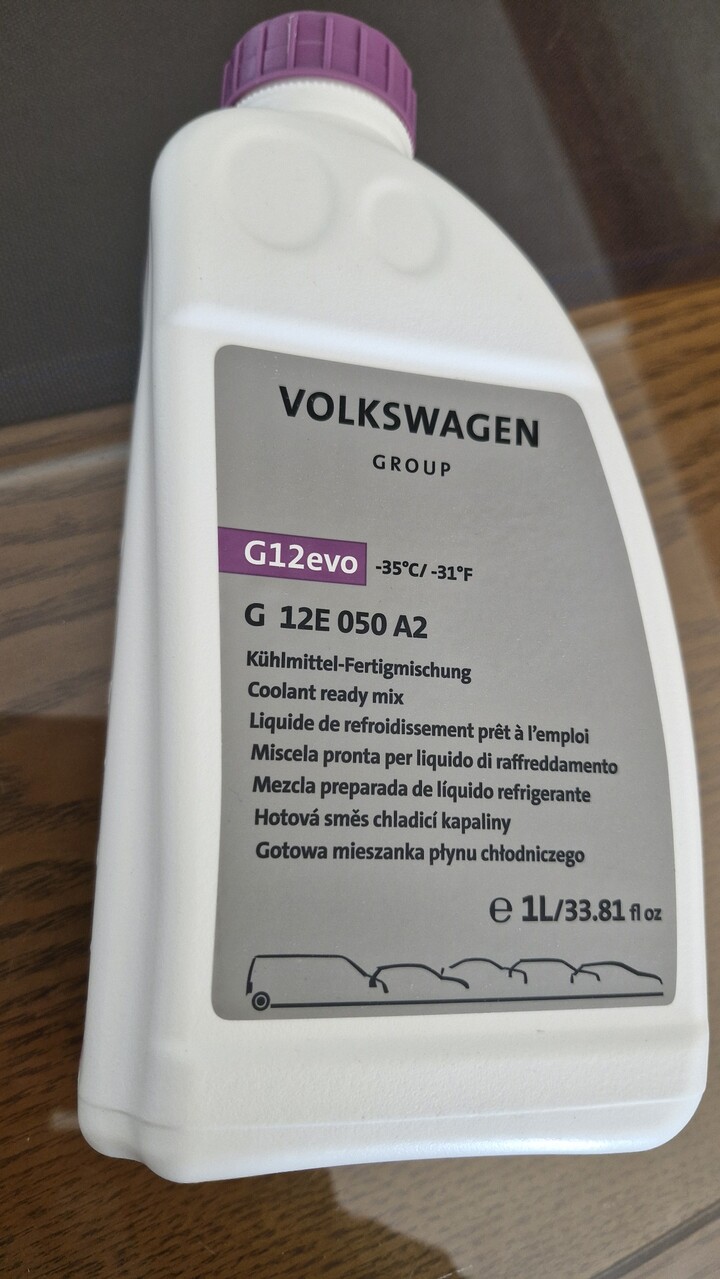 VOLKSWAGEN
GROUP
G12evo -35°C/ -31°F
G 12E 050 A2
Kühlmittel-Fertigmischung
Coolant ready mix
Liquide de refroidissement prêt à l'emploi
Miscela pronta per liquido di raffreddamento
Mezcla preparada de líquido refrigerante
Hotová směs chladicí kapaliny
Gotowa mieszanka płynu chłodniczego
℮ 1L/33.81 fl oz